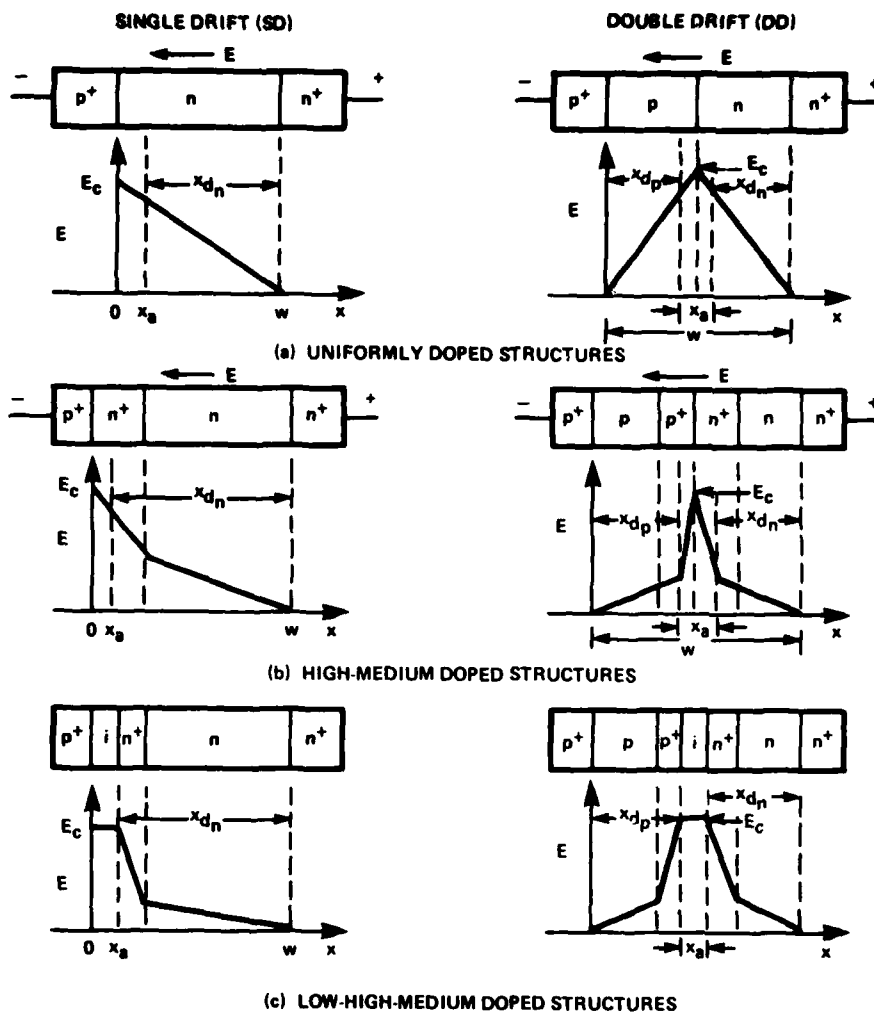 SINGLE DRIFT (SD)
DOUBLE DRIFT (DD)
E
E
− p+ n n+ +
− p+ p n n+ +
Ec
xdn
E
0 xa w x
xdp
Ec
xdn
E
xa
x
w
(a) UNIFORMLY DOPED STRUCTURES
E
E
− p+ n+ n n+ +
− p+ p p+ n+ n n+ +
Ec
xdn
E
0 xa w x
Ec
xdp
xdn
E
xa
x
w
(b) HIGH-MEDIUM DOPED STRUCTURES
p+ i n+ n n+
p+ p p+ i n+ n n+
Ec
xdn
E
0 xa w x
xdn
xdp
Ec
E
xa
x
(c) LOW-HIGH-MEDIUM DOPED STRUCTURES